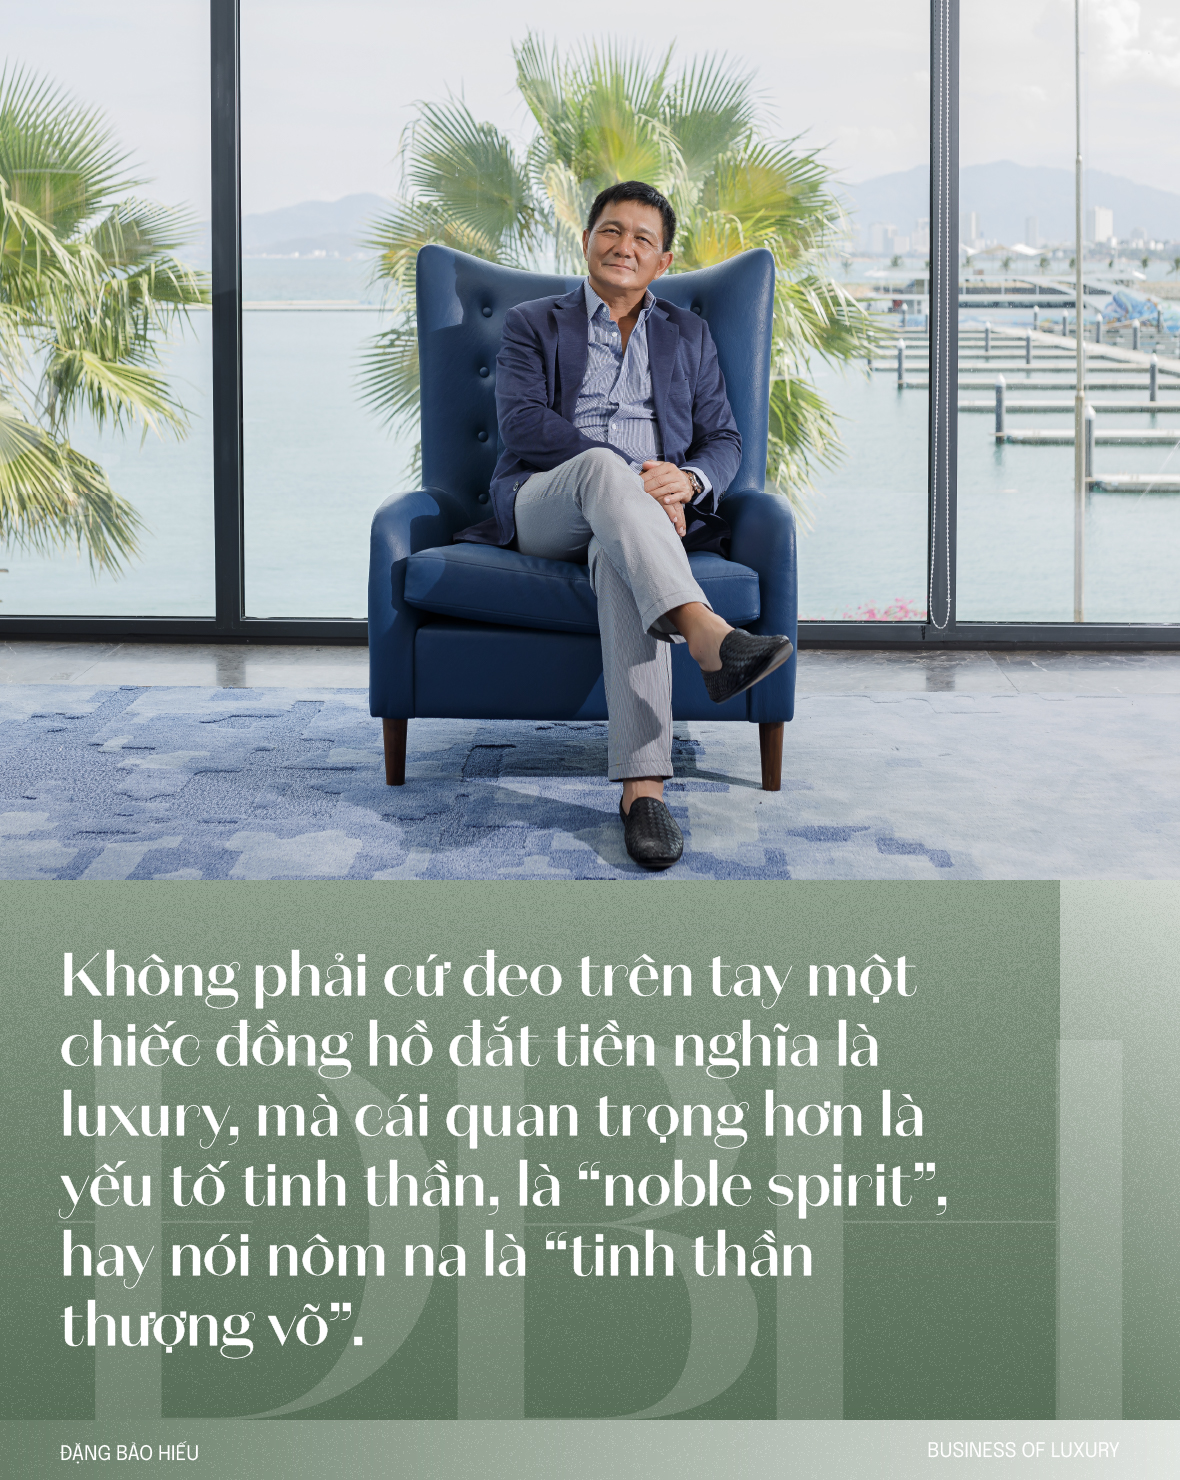 Không phải cứ đeo trên tay một
chiếc đồng hồ đắt tiền nghĩa là
luxury, mà cái quan trọng hơn là
yếu tố tinh thần, là “noble spirit”,
hay nói nôm na là “tinh thần
thượng võ”.
ĐBH
ĐẶNG BẢO HIẾU
BUSINESS OF LUXURY